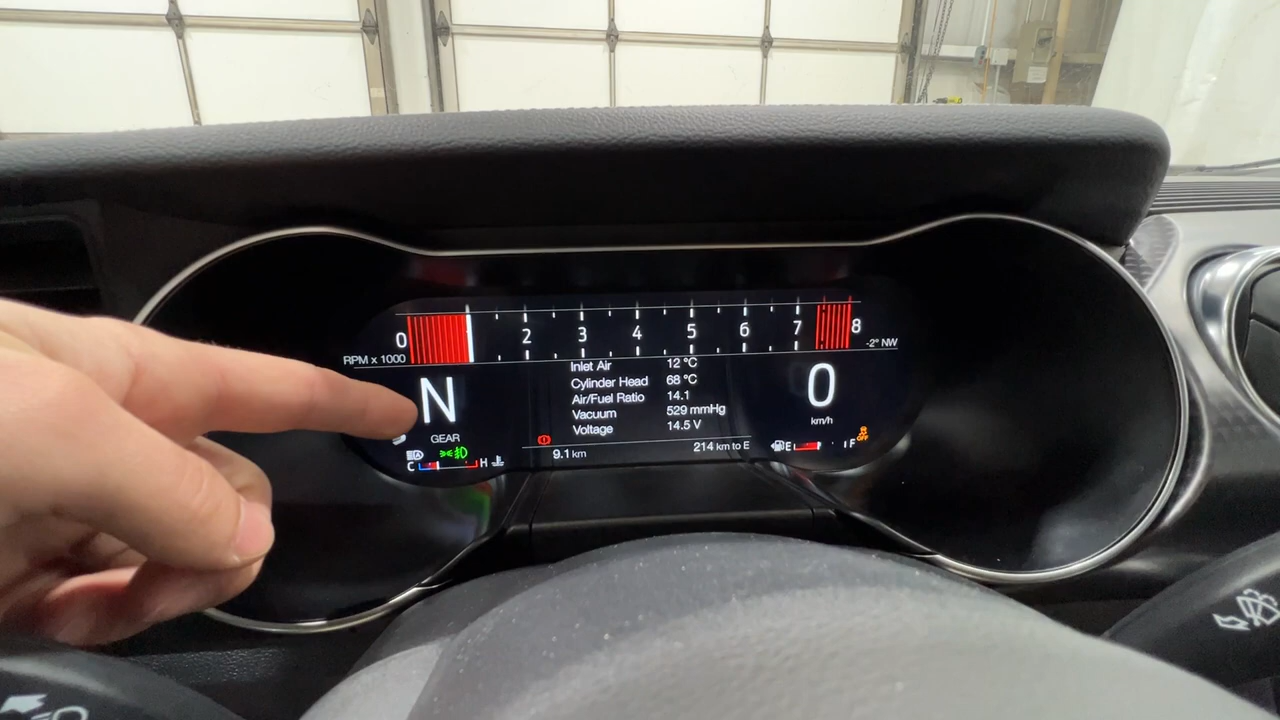 0 2 3 4 5 6 7 8
RPM x 1000
-2° NW
N
GEAR
Inlet Air 12 °C
Cylinder Head 68 °C
Air/Fuel Ratio 14.1
Vacuum 529 mmHg
Voltage 14.5 V
0
km/h
OFF
C H
9.1 km
214 km to E
E F